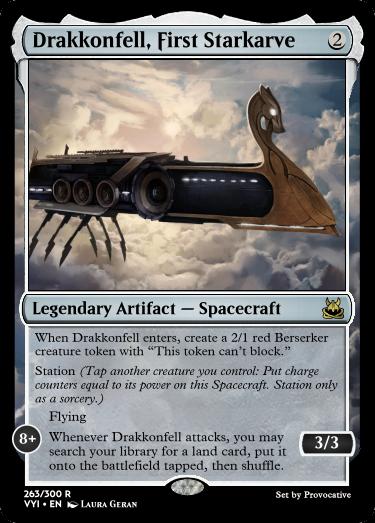 Drakkonfell, First Starkarve 2
Legendary Artifact — Spacecraft
When Drakkonfell enters, create a 2/1 red Berserker
creature token with “This token can’t block.”
Station (Tap another creature you control: Put charge
counters equal to its power on this Spacecraft. Station only
as a sorcery.)
Flying
8+
Whenever Drakkonfell attacks, you may
search your library for a land card, put it
onto the battlefield tapped, then shuffle.
3/3
263/300 R
VYI • EN Laura Geran
Set by Provocative